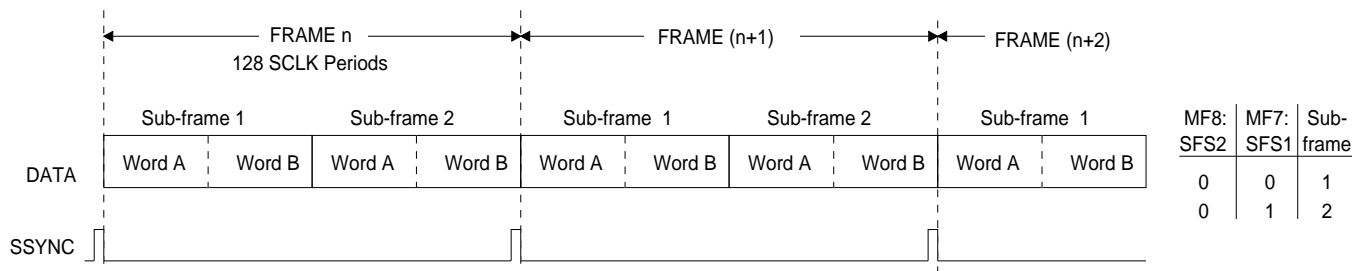 FRAME n
FRAME (n+1)
FRAME (n+2)
128 SCLK Periods
Sub-frame 1
Sub-frame 2
Sub-frame 1
Sub-frame 2
Sub-frame 1
DATA
Word A
Word B
Word A
Word B
Word A
Word B
Word A
Word B
Word A
Word B
SSYNC
MF8: MF7: Sub-
SFS2 SFS1 frame
0 0 1
0 1 2